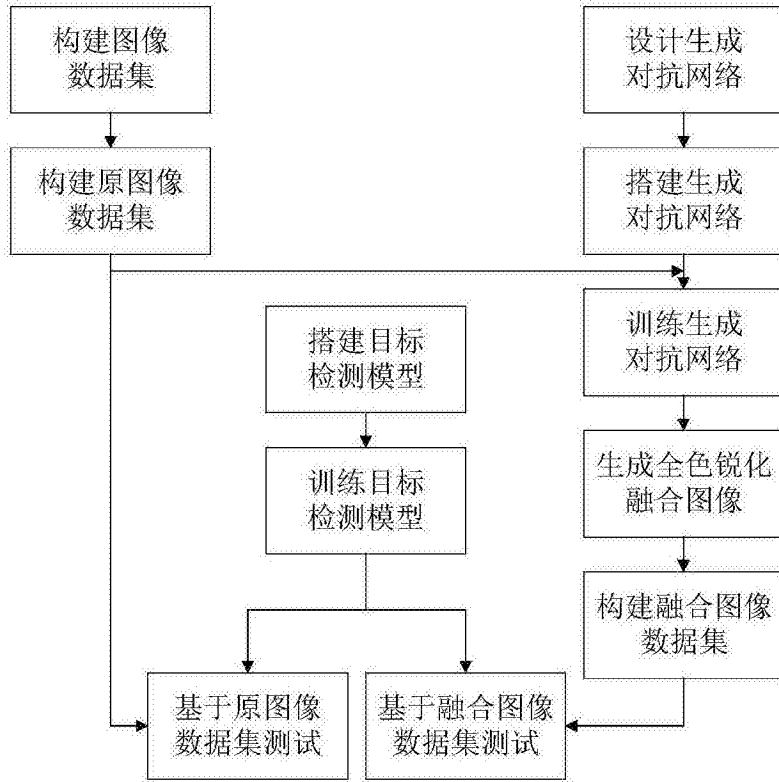 构建图像
数据集
设计生成
对抗网络
构建原图像
数据集
搭建生成
对抗网络
搭建目标
检测模型
训练生成
对抗网络
训练目标
检测模型
生成全色锐化
融合图像
构建融合图像
数据集
基于原图像
数据集测试
基于融合图像
数据集测试